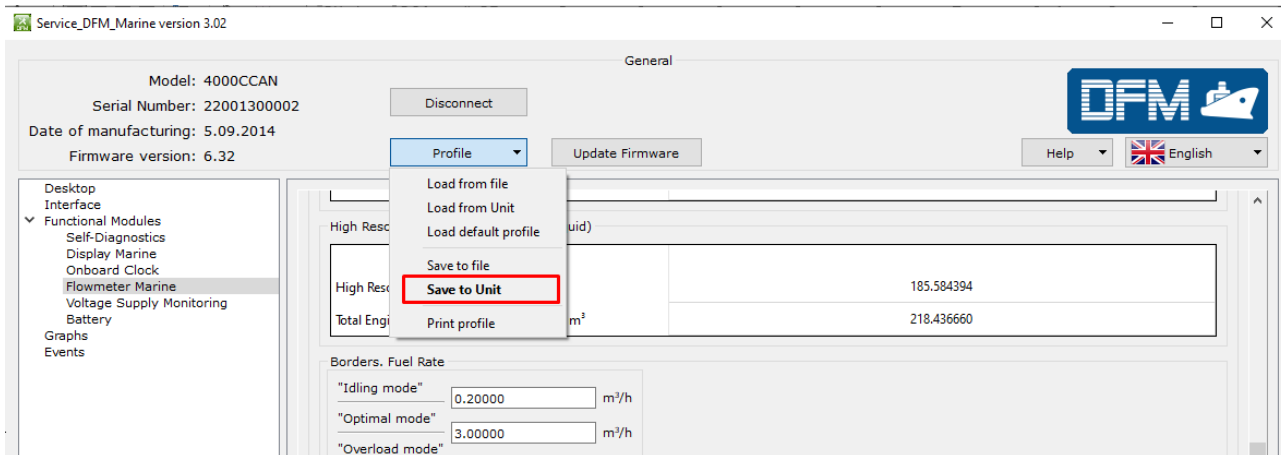 Service_DFM_Marine version 3.02
General
Model: 4000CCAN
Serial Number: 22001300002
Date of manufacturing: 5.09.2014
Firmware version: 6.32
Disconnect
Profile
Update Firmware
DFM
Help
English
Load from file
Load from Unit
Load default profile
Save to file
Save to Unit
Print profile
Desktop
Interface
Functional Modules
Self-Diagnostics
Display Marine
Onboard Clock
Flowmeter Marine
Voltage Supply Monitoring
Battery
Graphs
Events
High Reso uid)
High Reso 185.584394
Total Engi m³ 218.436660
Borders. Fuel Rate
"Idling mode"
0.20000 m³/h
"Optimal mode"
3.00000 m³/h
"Overload mode"